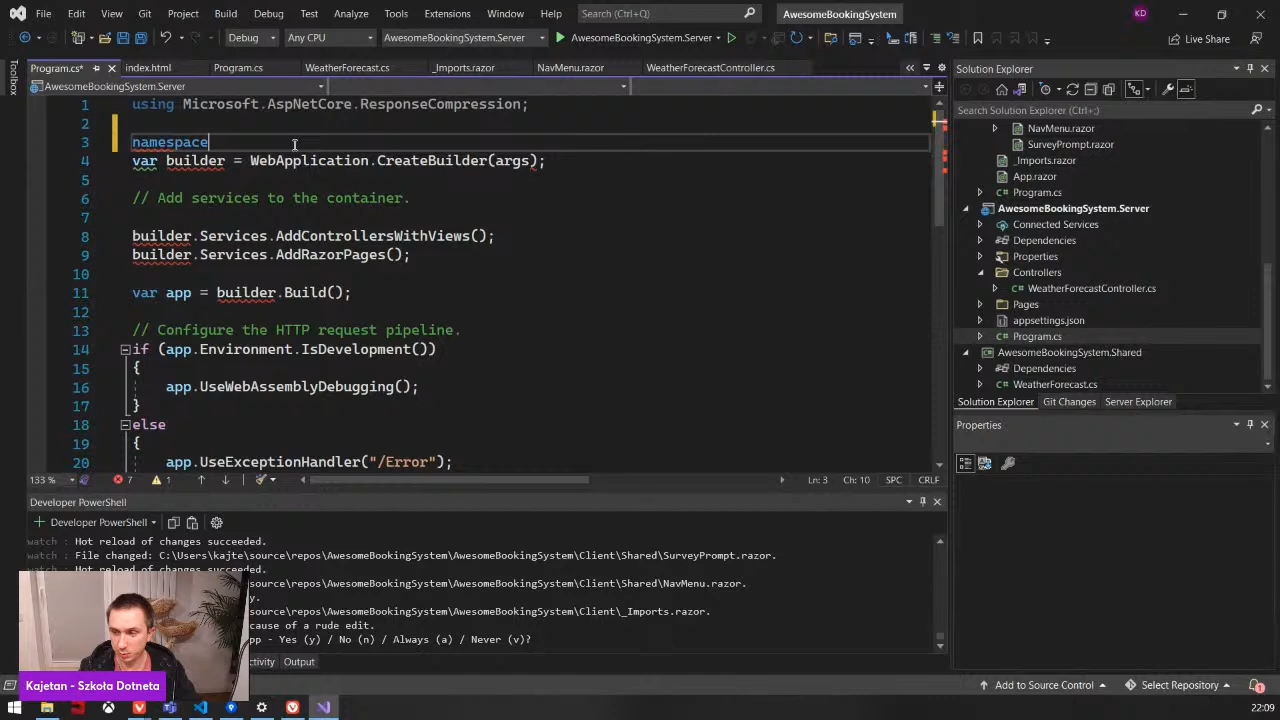 File Edit View Git Project Build Debug Test Analyze Tools Extensions Window Help Search (Ctrl+Q) AwesomeBookingSystem KD
Debug Any CPU AwesomeBookingSystem.Server AwesomeBookingSystem.Server Live Share
Toolbox
Program.cs* index.html Program.cs WeatherForecast.cs _Imports.razor NavMenu.razor WeatherForecastController.cs
AwesomeBookingSystem.Server
1 using Microsoft.AspNetCore.ResponseCompression;
2
3 namespace
4 var builder = WebApplication.CreateBuilder(args);
5
6 // Add services to the container.
7
8 builder.Services.AddControllersWithViews();
9 builder.Services.AddRazorPages();
10
11 var app = builder.Build();
12
13 // Configure the HTTP request pipeline.
14 if (app.Environment.IsDevelopment())
15 {
16 app.UseWebAssemblyDebugging();
17 }
18 else
19 {
20 app.UseExceptionHandler("/Error");
133 % 7 1 Ln: 3 Ch: 10 SPC CRLF
Developer PowerShell
Developer PowerShell
watch : Hot reload of changes succeeded.
watch : File changed: C:\Users\kajte\source\repos\AwesomeBookingSystem\AwesomeBookingSystem\Client\Shared\SurveyPrompt.razor.
watch : Hot reload of changes succeeded.
\source\repos\AwesomeBookingSystem\AwesomeBookingSystem\Client\Shared\NavMenu.razor.
y.
\source\repos\AwesomeBookingSystem\AwesomeBookingSystem\Client\_Imports.razor.
cause of a rude edit.
pp - Yes (y) / No (n) / Always (a) / Never (v)?
ctivity Output
Kajetan - Szkoła Dotneta
Solution Explorer
Search Solution Explorer (Ctrl+;)
NavMenu.razor
SurveyPrompt.razor
_Imports.razor
App.razor
Program.cs
AwesomeBookingSystem.Server
Connected Services
Dependencies
Properties
Controllers
WeatherForecastController.cs
Pages
appsettings.json
Program.cs
AwesomeBookingSystem.Shared
Dependencies
WeatherForecast.cs
Solution Explorer Git Changes Server Explorer
Properties
Add to Source Control Select Repository 1
22:09